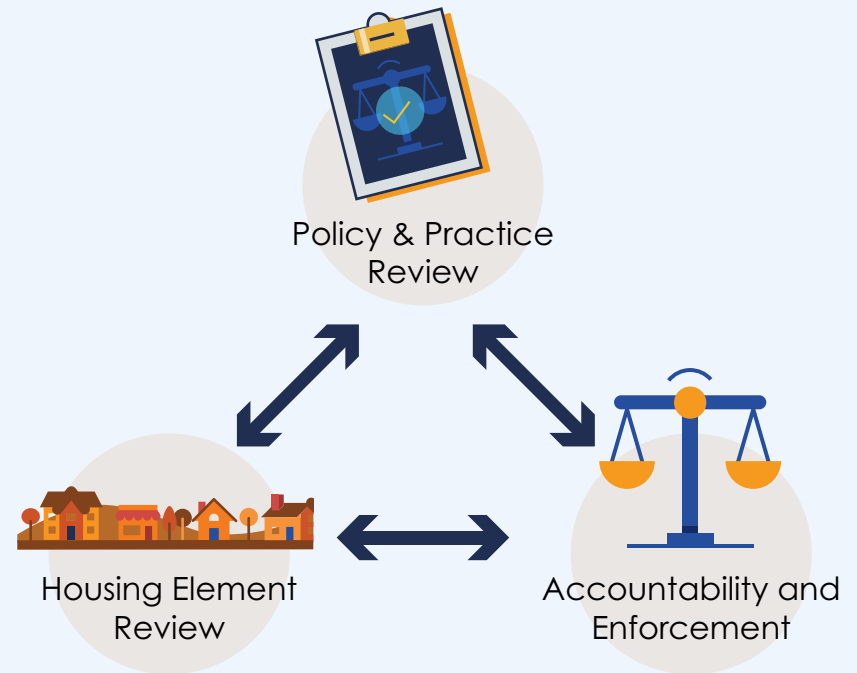 Policy & Practice
Review
Housing Element
Review
Accountability and
Enforcement